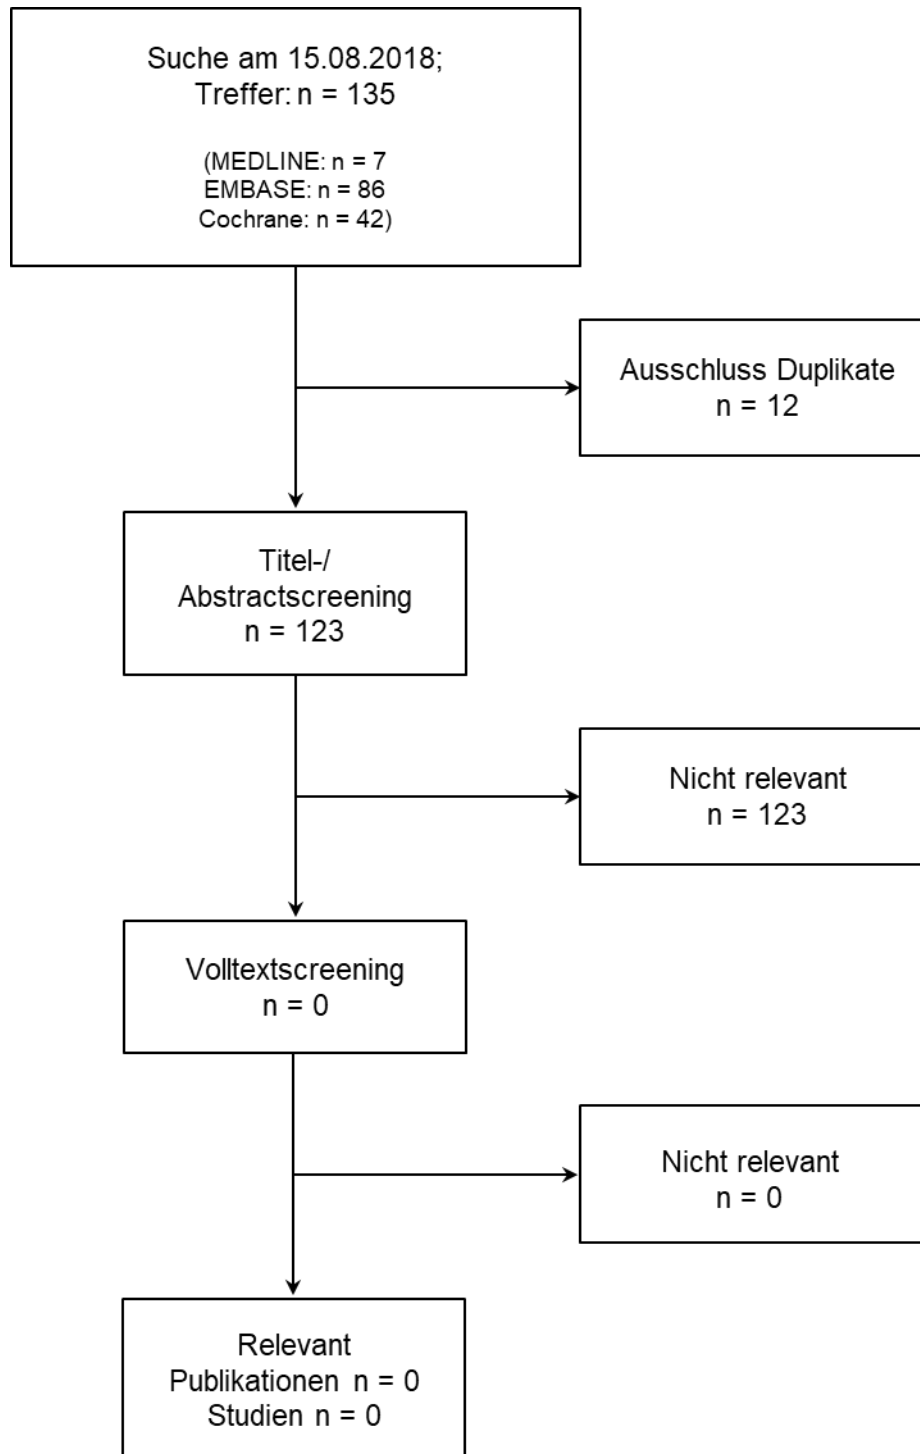 Suche am 15.08.2018;
Treffer: n = 135
(MEDLINE: n = 7
EMBASE: n = 86
Cochrane: n = 42)
Ausschluss Duplikate
n = 12
Titel-/
Abstractscreening
n = 123
Nicht relevant
n = 123
Volltextscreening
n = 0
Nicht relevant
n = 0
Relevant
Publikationen n = 0
Studien n = 0